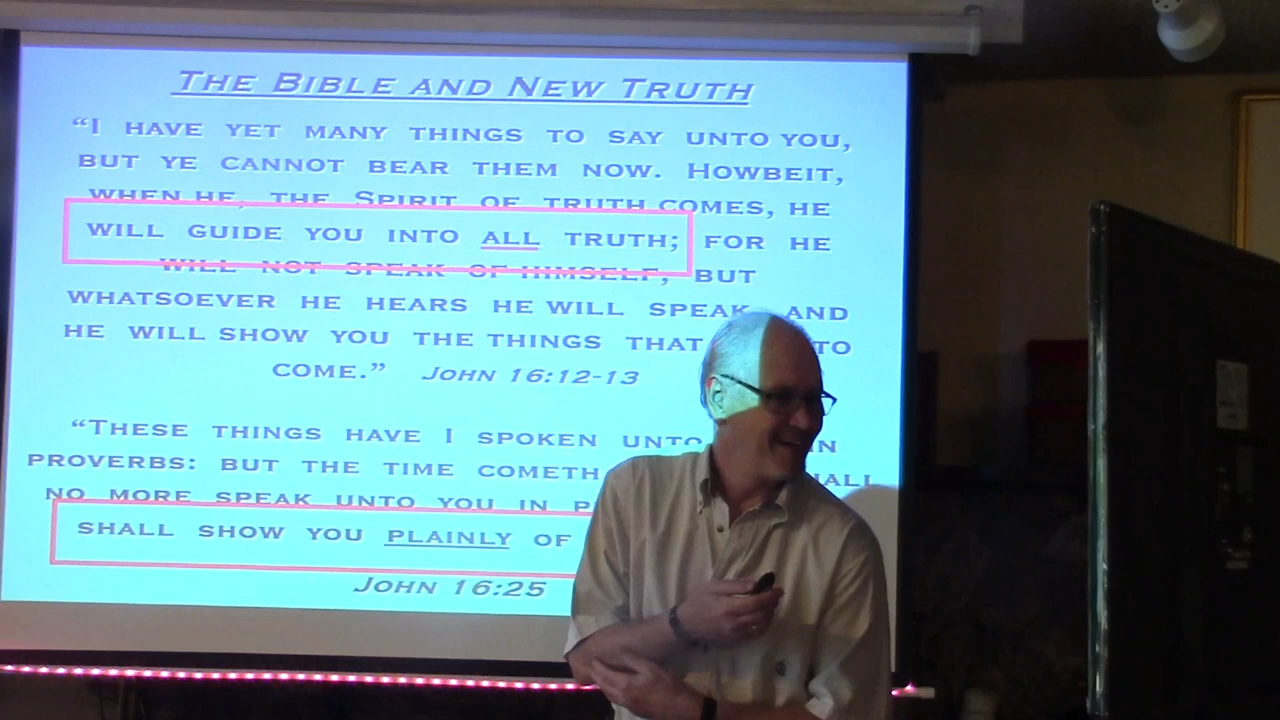 The Bible and New Truth
“I have yet many things to say unto you,
but ye cannot bear them now. Howbeit,
when he, the Spirit of truth comes, he
will guide you into all truth; for he
will not speak of himself, but
whatsoever he hears he will speak and
he will show you the things that to
come.” John 16:12-13
“These things have I spoken unto in
proverbs: but the time cometh
no more speak unto you in
shall show you plainly of
John 16:25